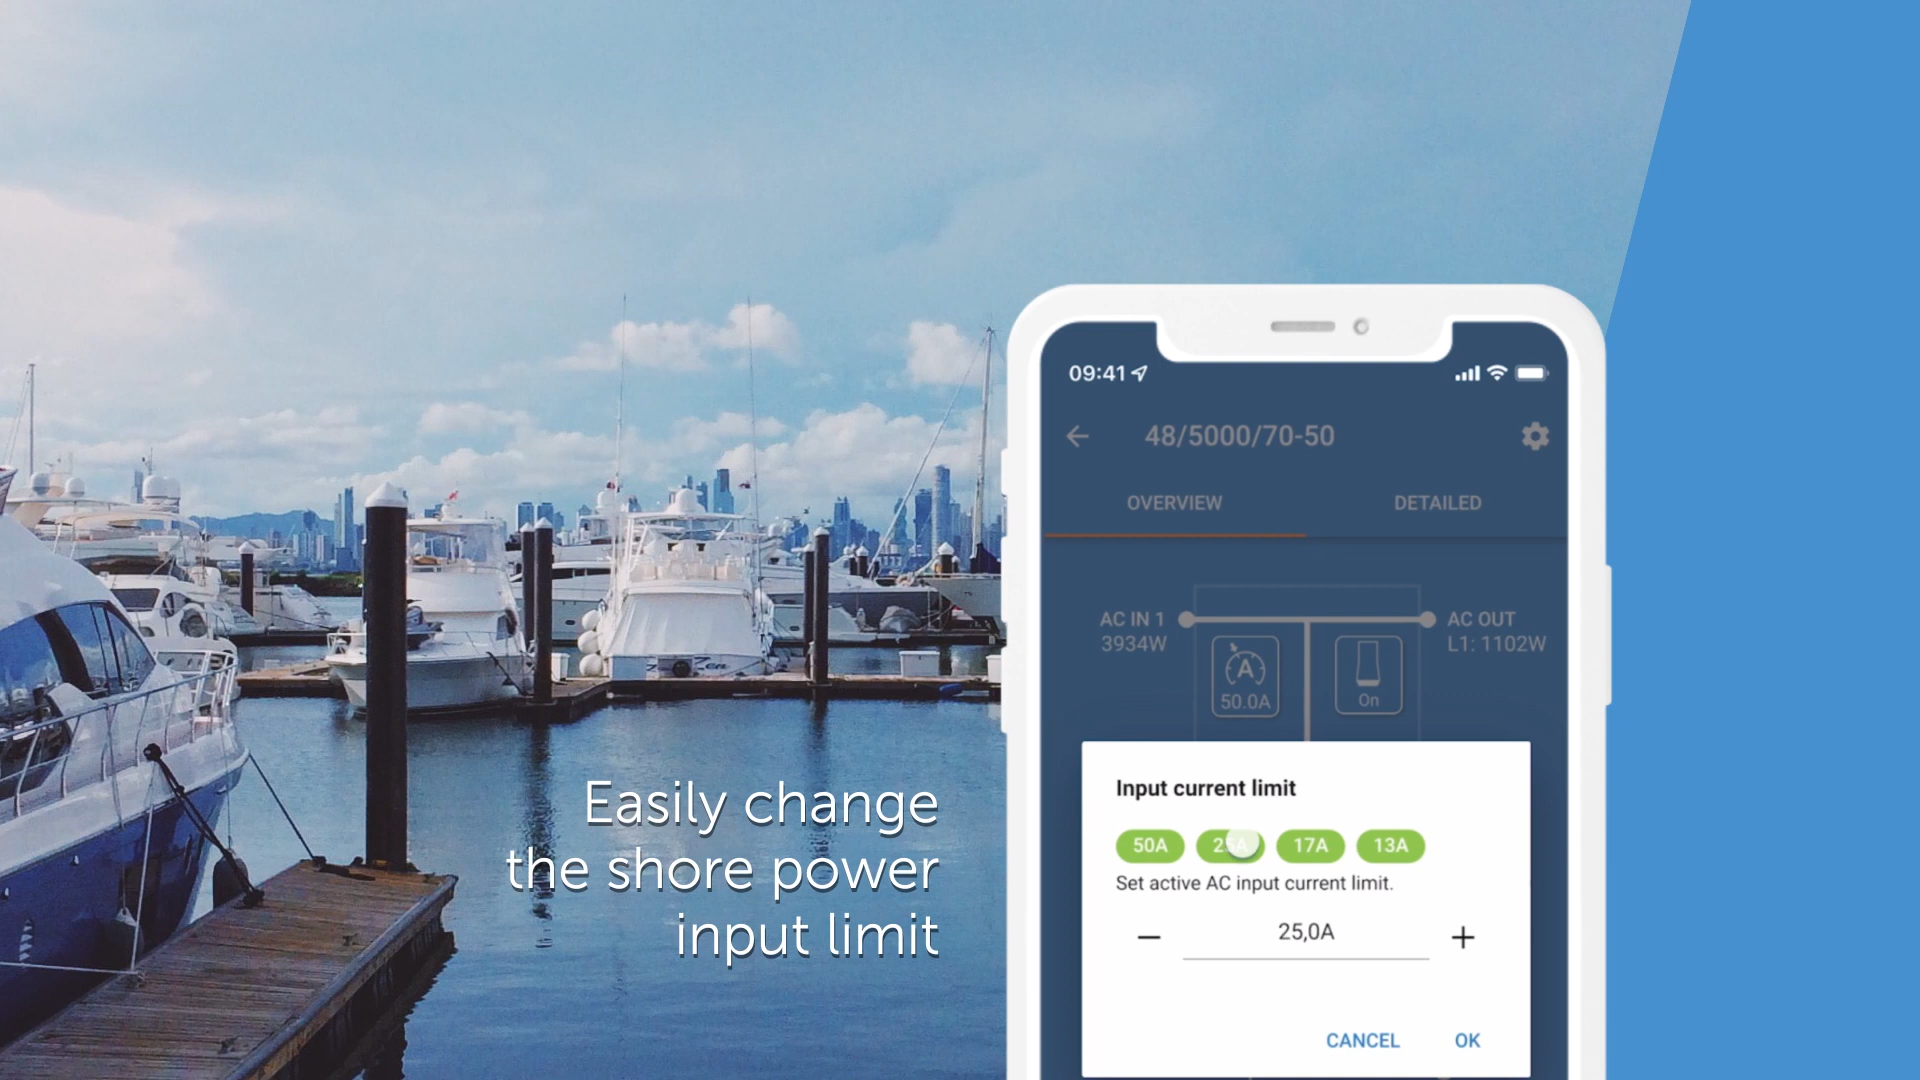 Easily change
the shore power
input limit
09:41
48/5000/70-50
OVERVIEW DETAILED
AC IN 1
3934W
AC OUT
L1: 1102W
50.0A
On
Input current limit
50A 25A 17A 13A
Set active AC input current limit.
− 25,0A +
CANCEL OK